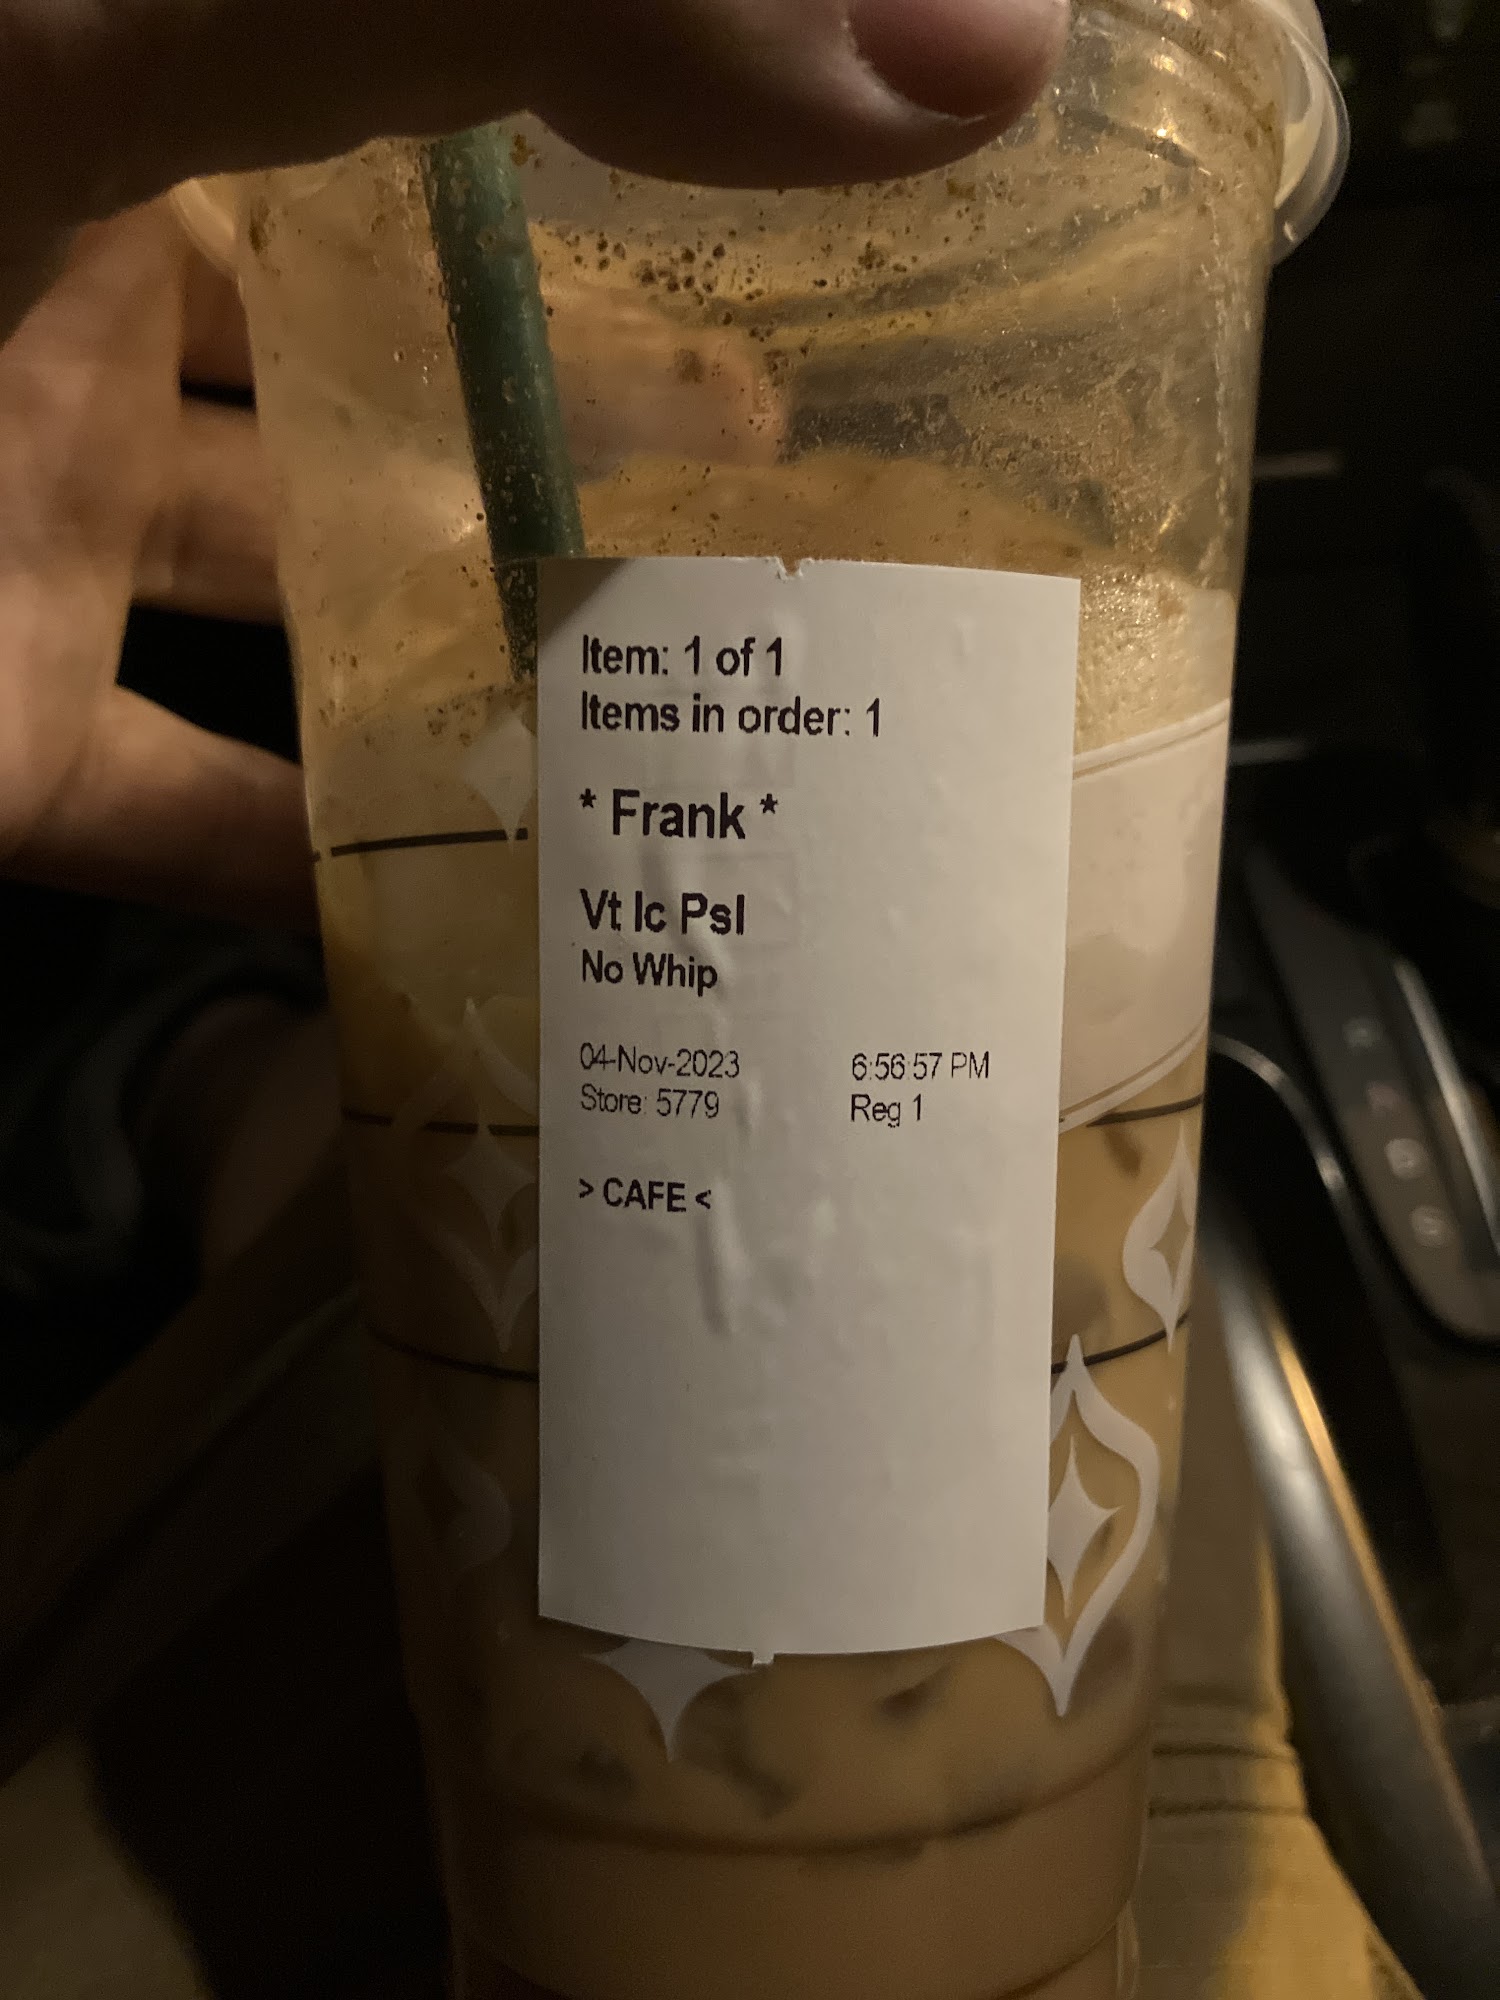 Item: 1 of 1
Items in order: 1
* Frank *
Vt Ic Psl
No Whip
04-Nov-2023 6:56:57 PM
Store: 5779 Reg 1
> CAFE <